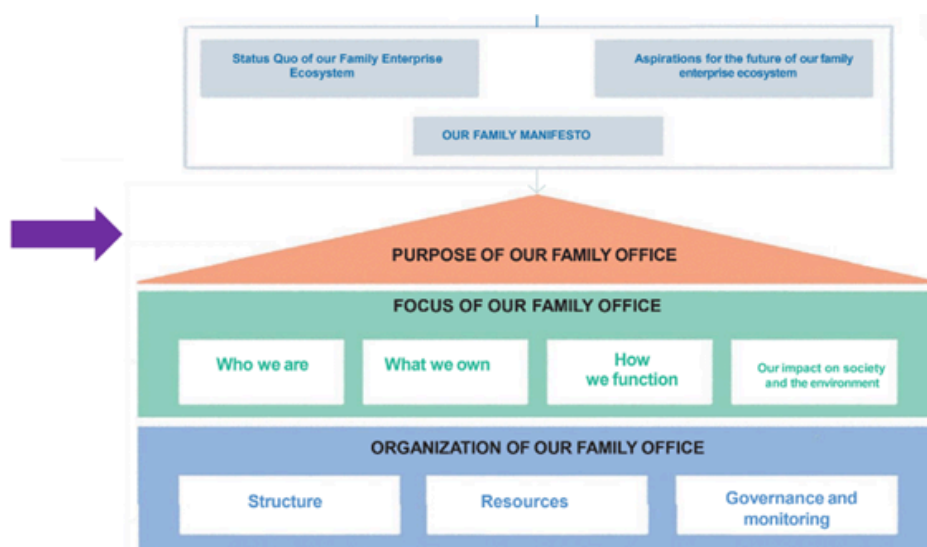 Status Quo of our Family Enterprise
Ecosystem
Aspirations for the future of our family
enterprise ecosystem
OUR FAMILY MANIFESTO
PURPOSE OF OUR FAMILY OFFICE
FOCUS OF OUR FAMILY OFFICE
Who we are
What we own
How
we function
Our impact on society
and the environment
ORGANIZATION OF OUR FAMILY OFFICE
Structure
Resources
Governance and
monitoring